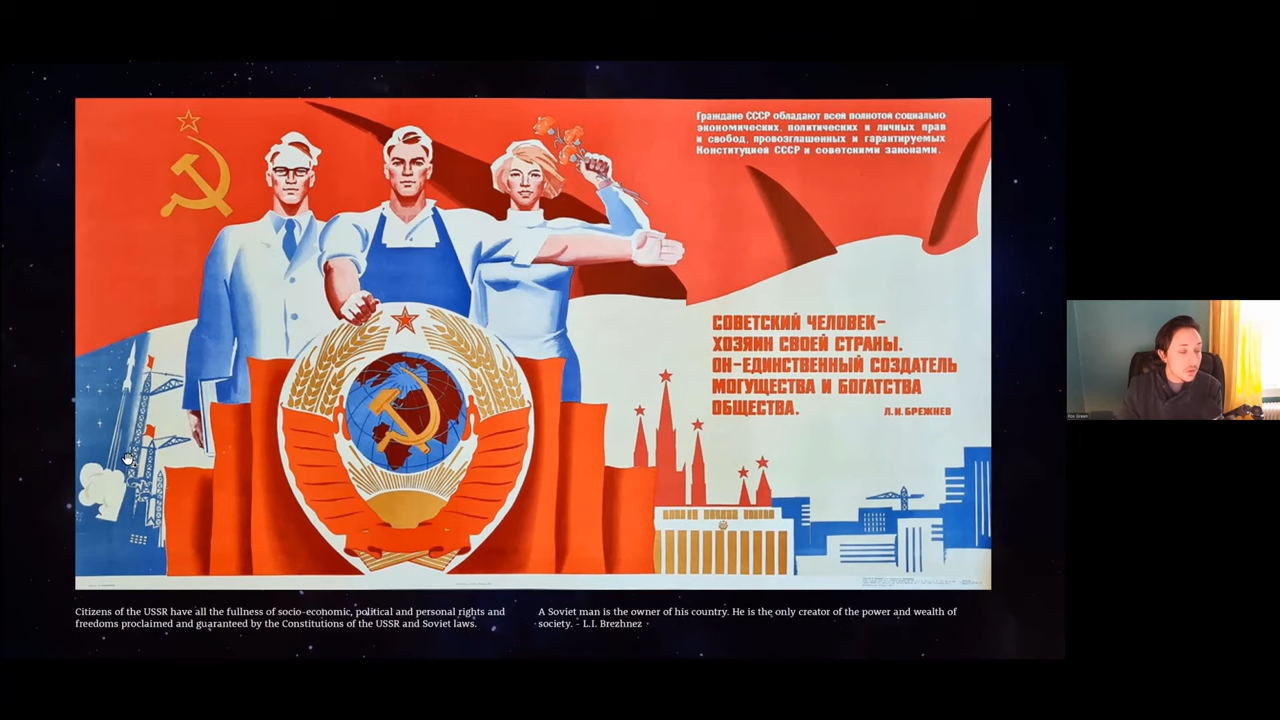 Граждане СССР обладают всей полнотой социально
экономических, политических и личных прав
и свобод, провозглашенных и гарантируемых
Конституцией СССР и советскими законами.
СОВЕТСКИЙ ЧЕЛОВЕК-
ХОЗЯИН СВОЕЙ СТРАНЫ.
ОН-ЕДИНСТВЕННЫЙ СОЗДАТЕЛЬ
МОГУЩЕСТВА И БОГАТСТВА
ОБЩЕСТВА.
Л.И.БРЕЖНЕВ
Citizens of the USSR have all the fullness of socio-ecohomic, political and personal rights and
freedoms proclaimed and guaranteed by the Constitutions of the USSR and Soviet laws.
A Soviet man is the owner of his country. He is the only creator of the power and wealth of
society. - L.I. Brezhnez